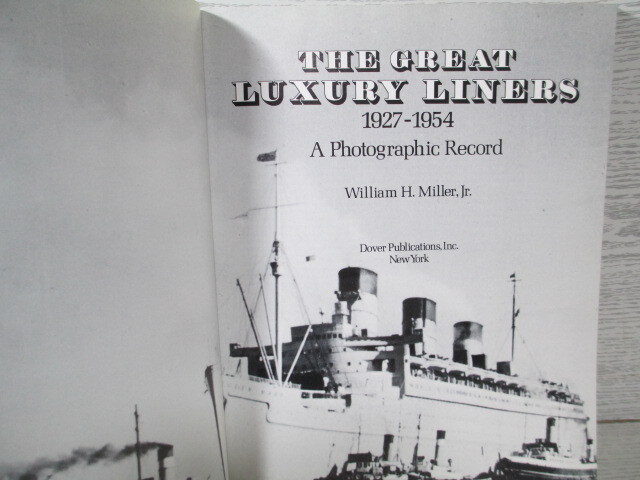 THE GREAT
LUXURY LINERS
1927-1954
A Photographic Record
William H. Miller, Jr.
Dover Publications, Inc.
New York